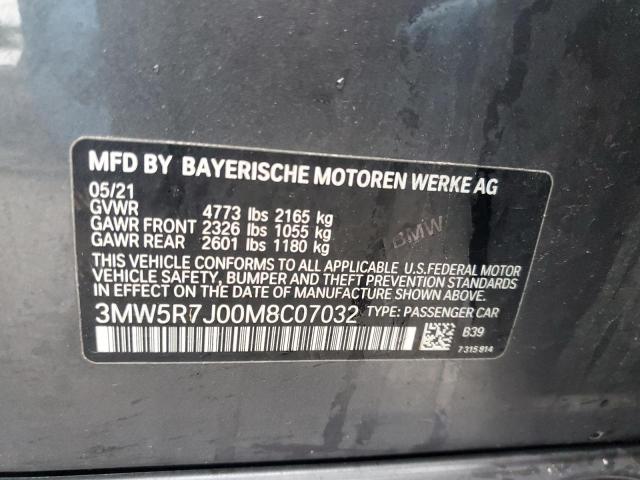 MFD BY BAYERISCHE MOTOREN WERKE AG
05/21
GVWR 4773 lbs 2165 kg
GAWR FRONT 2326 lbs 1055 kg
GAWR REAR 2601 lbs 1180 kg
BMW
THIS VEHICLE CONFORMS TO ALL APPLICABLE U.S.FEDERAL MOTOR
VEHICLE SAFETY, BUMPER AND THEFT PREVENTION STANDARDS
IN EFFECT ON THE DATE OF MANUFACTURE SHOWN ABOVE.
3MW5R7J00M8C07032 TYPE: PASSENGER CAR
B39
7315814